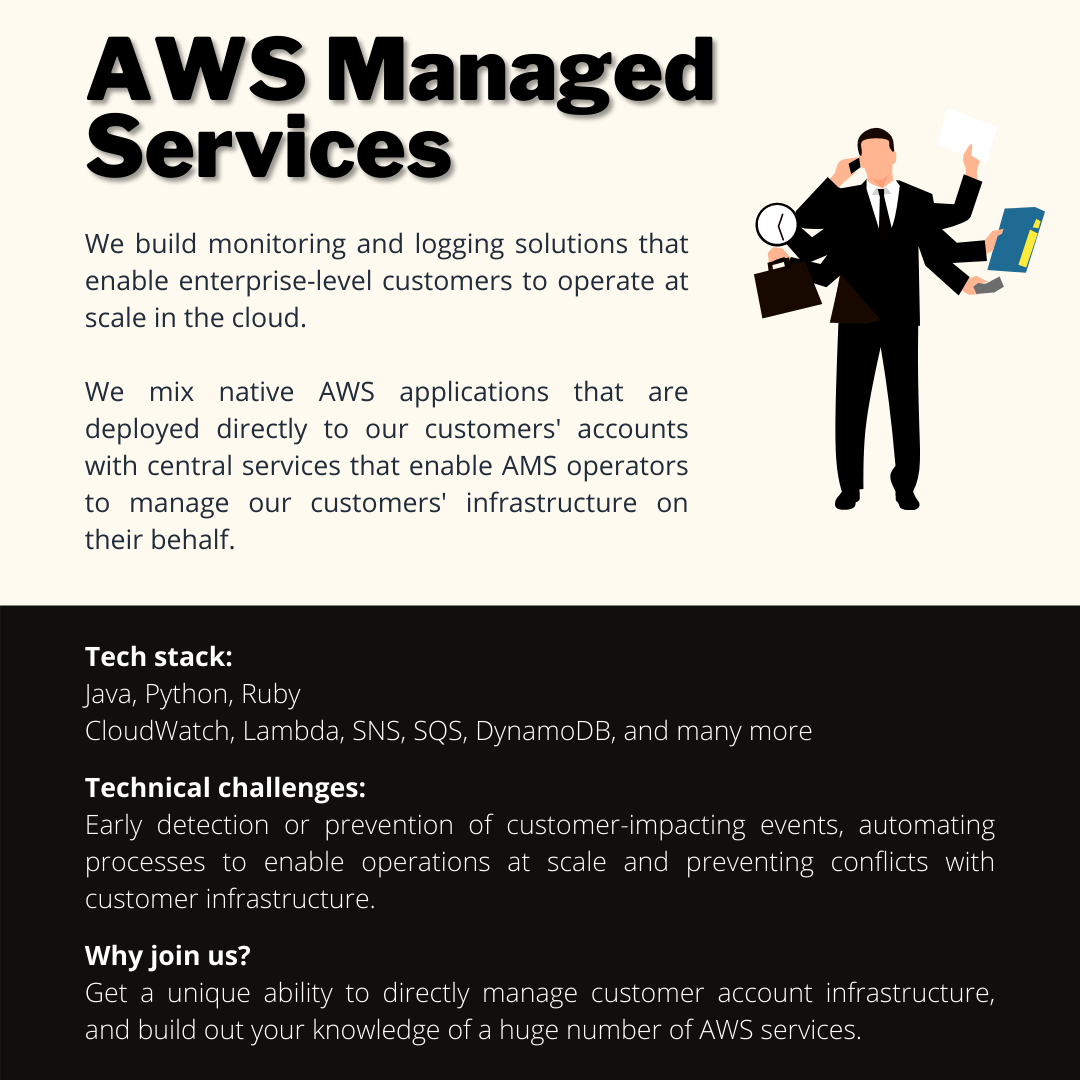 AWS Managed
Services
We build monitoring and logging solutions that
enable enterprise-level customers to operate at
scale in the cloud.
We mix native AWS applications that are
deployed directly to our customers' accounts
with central services that enable AMS operators
to manage our customers' infrastructure on
their behalf.
Tech stack:
Java, Python, Ruby
CloudWatch, Lambda, SNS, SQS, DynamoDB, and many more
Technical challenges:
Early detection or prevention of customer-impacting events, automating
processes to enable operations at scale and preventing conflicts with
customer infrastructure.
Why join us?
Get a unique ability to directly manage customer account infrastructure,
and build out your knowledge of a huge number of AWS services.